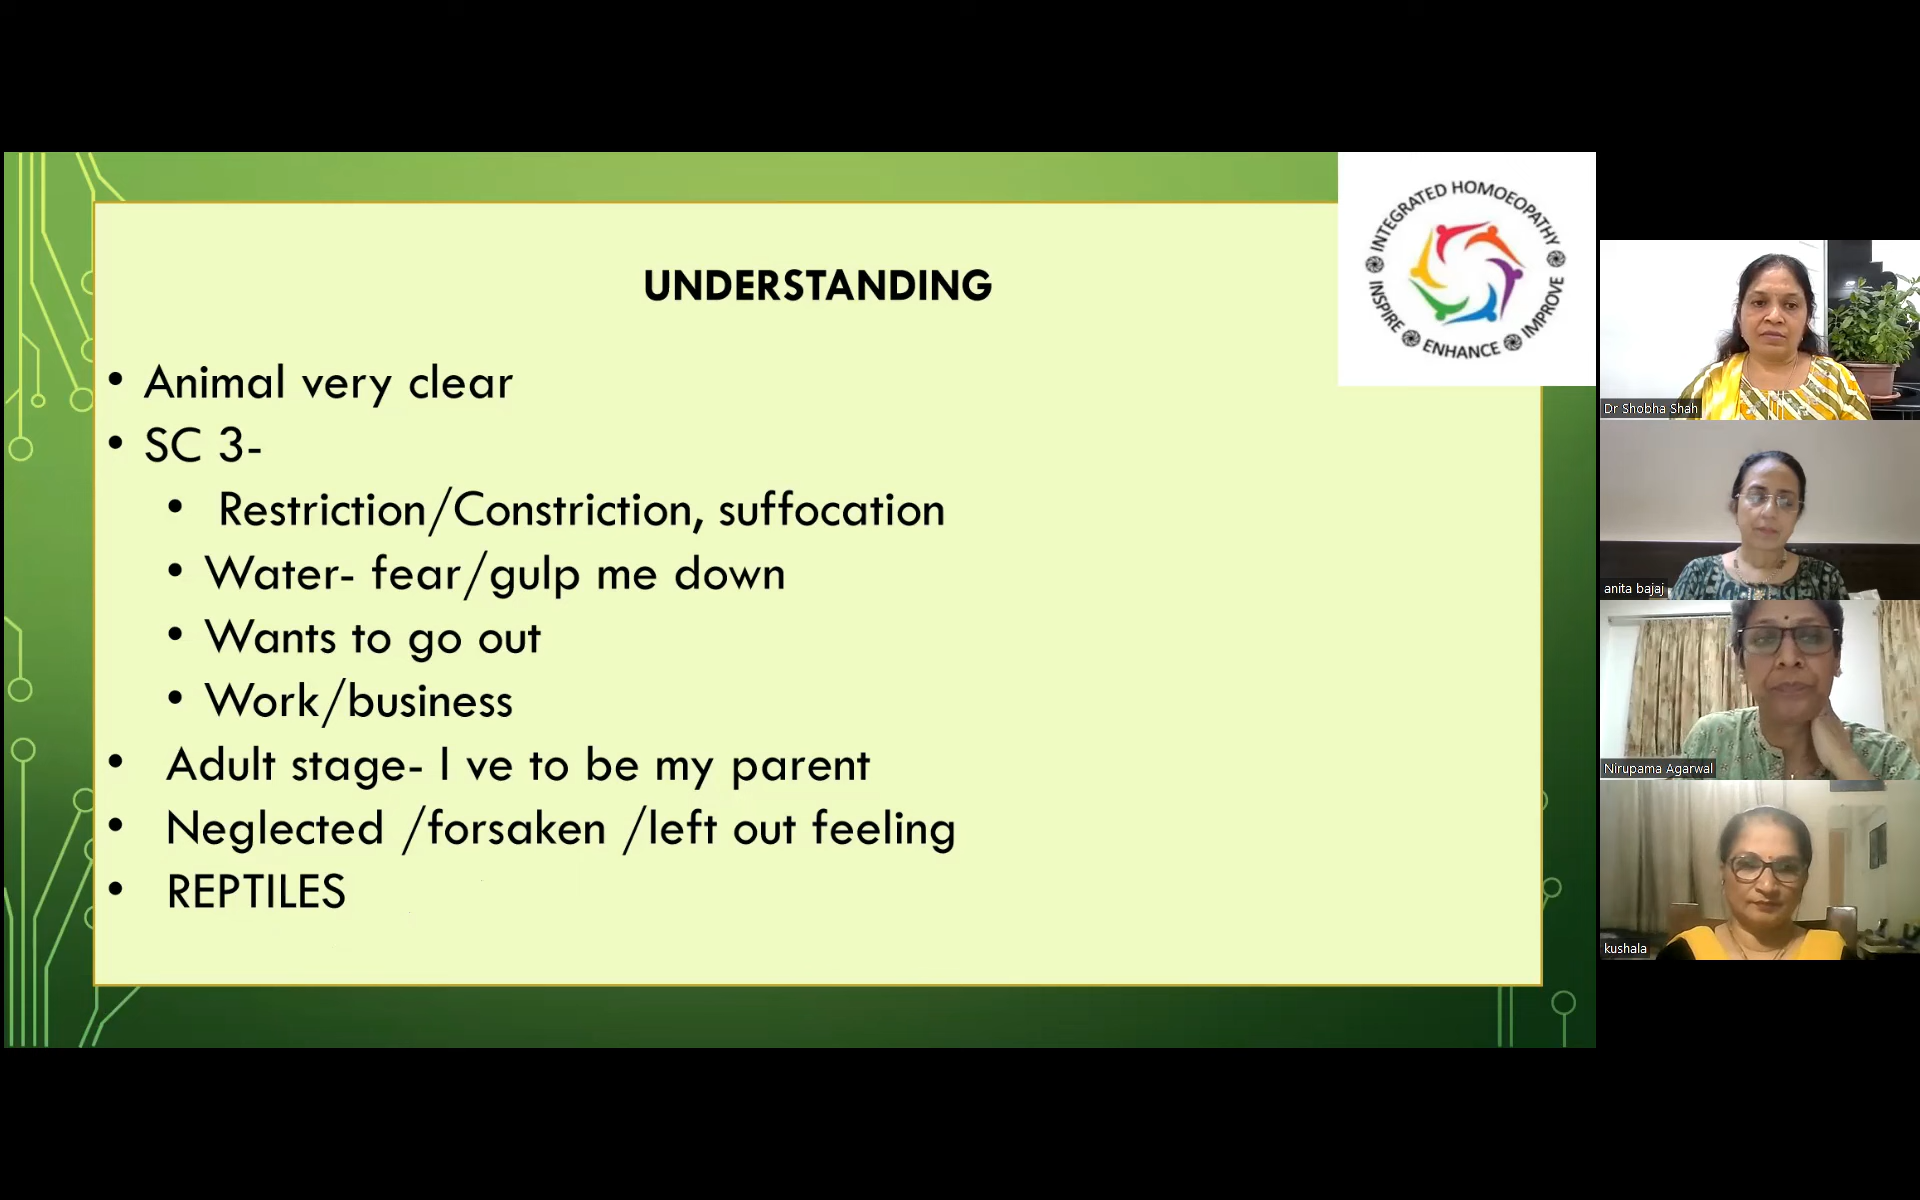 INTEGRATED HOMOEOPATHY
INSPIRE ENHANCE IMPROVE
UNDERSTANDING
• Animal very clear
• SC 3-
• Restriction/Constriction, suffocation
• Water- fear/gulp me down
• Wants to go out
• Work/business
• Adult stage- I ve to be my parent
• Neglected /forsaken /left out feeling
• REPTILES
Dr Shobha Shah
anita bajaj
Nirupama Agarwal
kushala